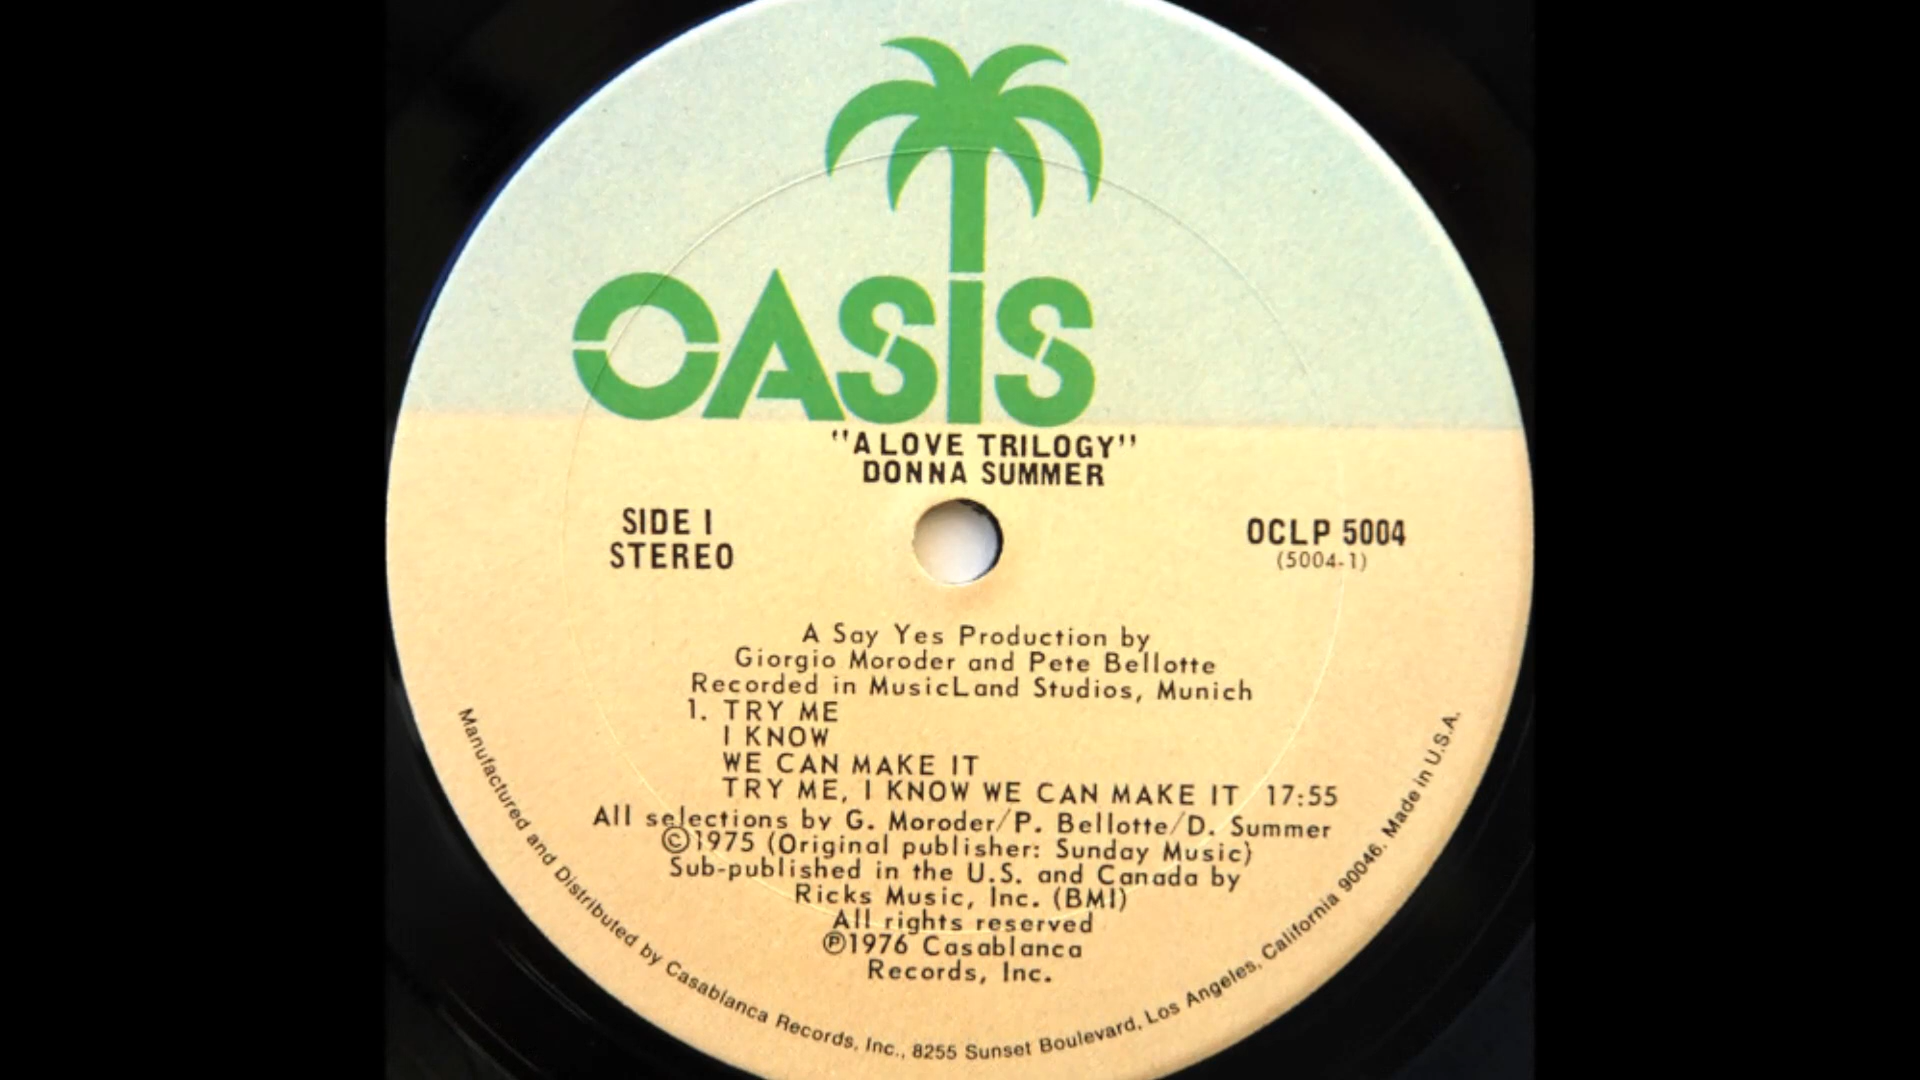 OASIS
"A LOVE TRILOGY"
DONNA SUMMER
SIDE I
STEREO
OCLP 5004
(5004-1)
A Say Yes Production by
Giorgio Moroder and Pete Bellotte
Recorded in MusicLand Studios, Munich
1. TRY ME
I KNOW
WE CAN MAKE IT
TRY ME, I KNOW WE CAN MAKE IT 17:55
All selections by G. Moroder/P. Bellotte/D. Summer
©1975 (Original publisher: Sunday Music)
Sub-published in the U.S. and Canada by
Ricks Music, Inc. (BMI)
All rights reserved
℗1976 Casablanca
Records, Inc.
Manufactured and Distributed by Casablanca Records, Inc., 8255 Sunset Boulevard, Los Angeles, California 90046. Made in U.S.A.